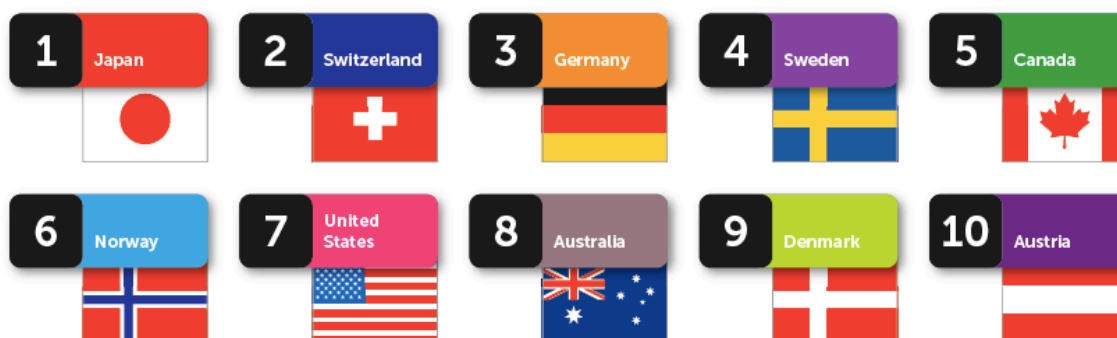 1 Japan
2 Switzerland
3 Germany
4 Sweden
5 Canada
6 Norway
7 United
States
8 Australia
9 Denmark
10 Austria